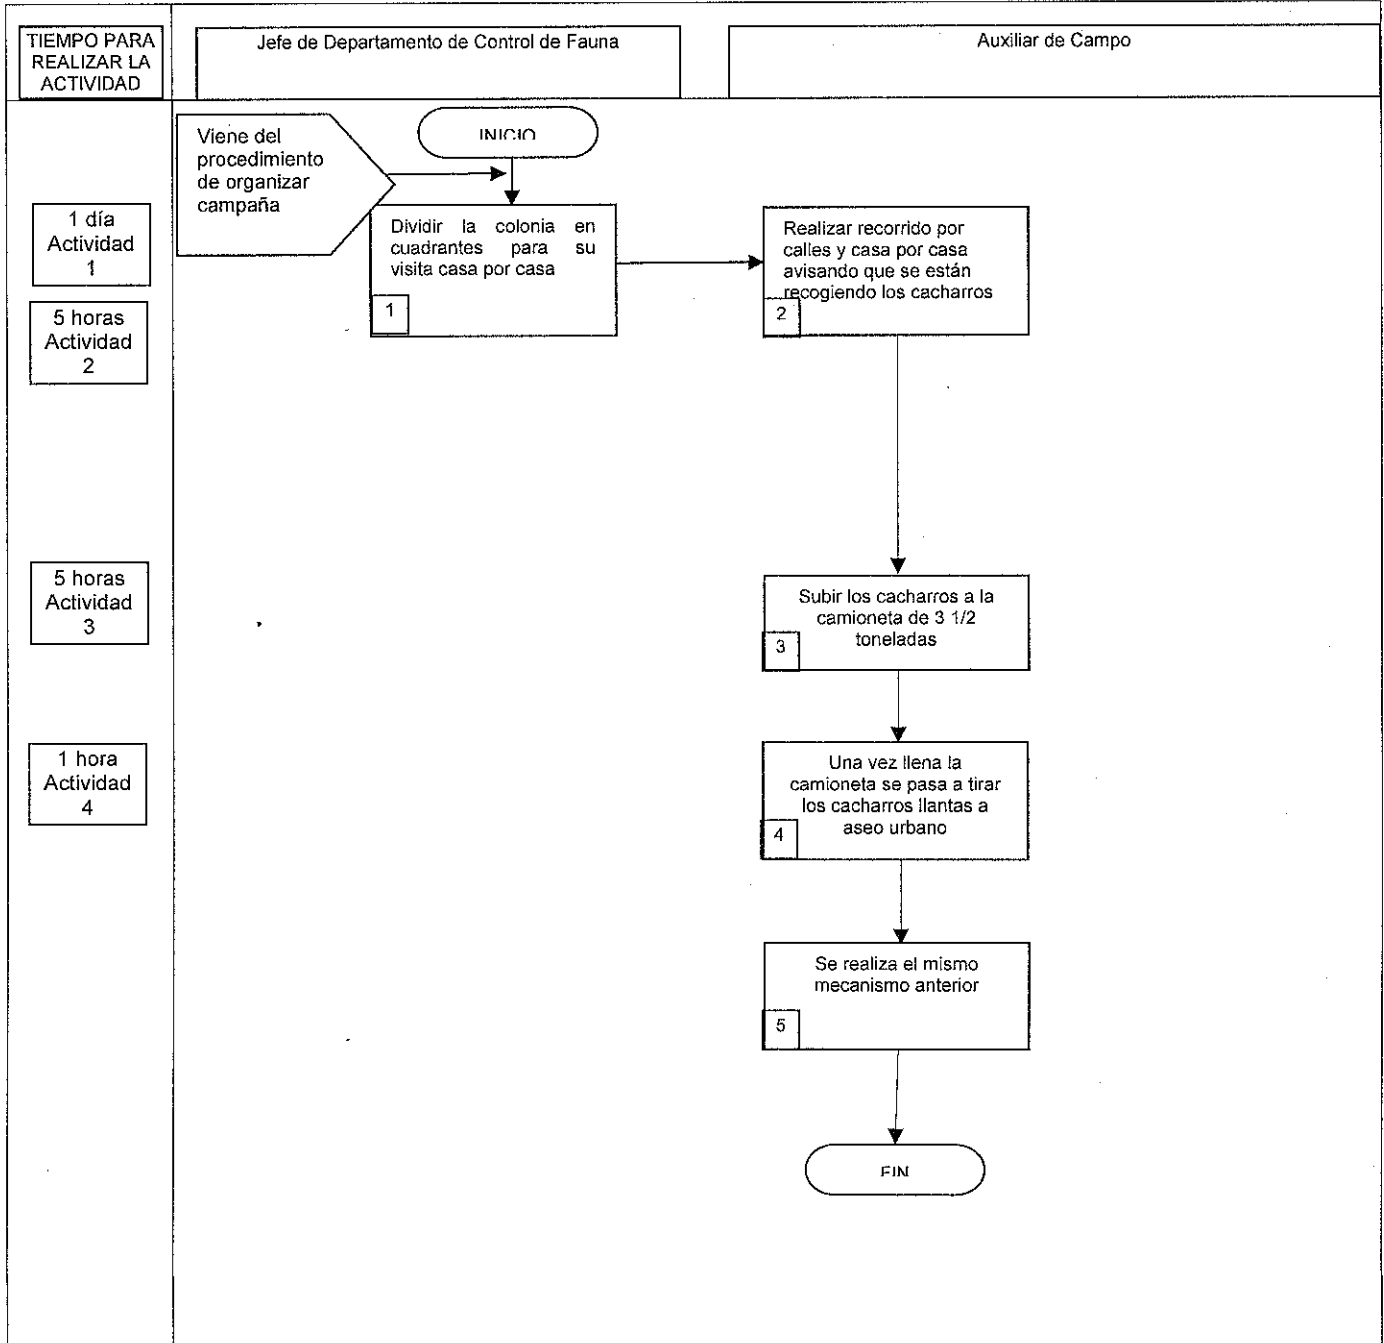 TIEMPO PARA
REALIZAR LA
ACTIVIDAD
Jefe de Departamento de Control de Fauna
Auxiliar de Campo
Viene del
procedimiento
de organizar
campaña
INICIO
1 día
Actividad
1
Dividir la colonia en
cuadrantes para su
visita casa por casa
1
Realizar recorrido por
calles y casa por casa
avisando que se están
recogiendo los cacharros
2
5 horas
Actividad
2
5 horas
Actividad
3
Subir los cacharros a la
camioneta de 3 1/2
toneladas
3
1 hora
Actividad
4
Una vez llena la
camioneta se pasa a tirar
los cacharros llantas a
aseo urbano
4
Se realiza el mismo
mecanismo anterior
5
FIN